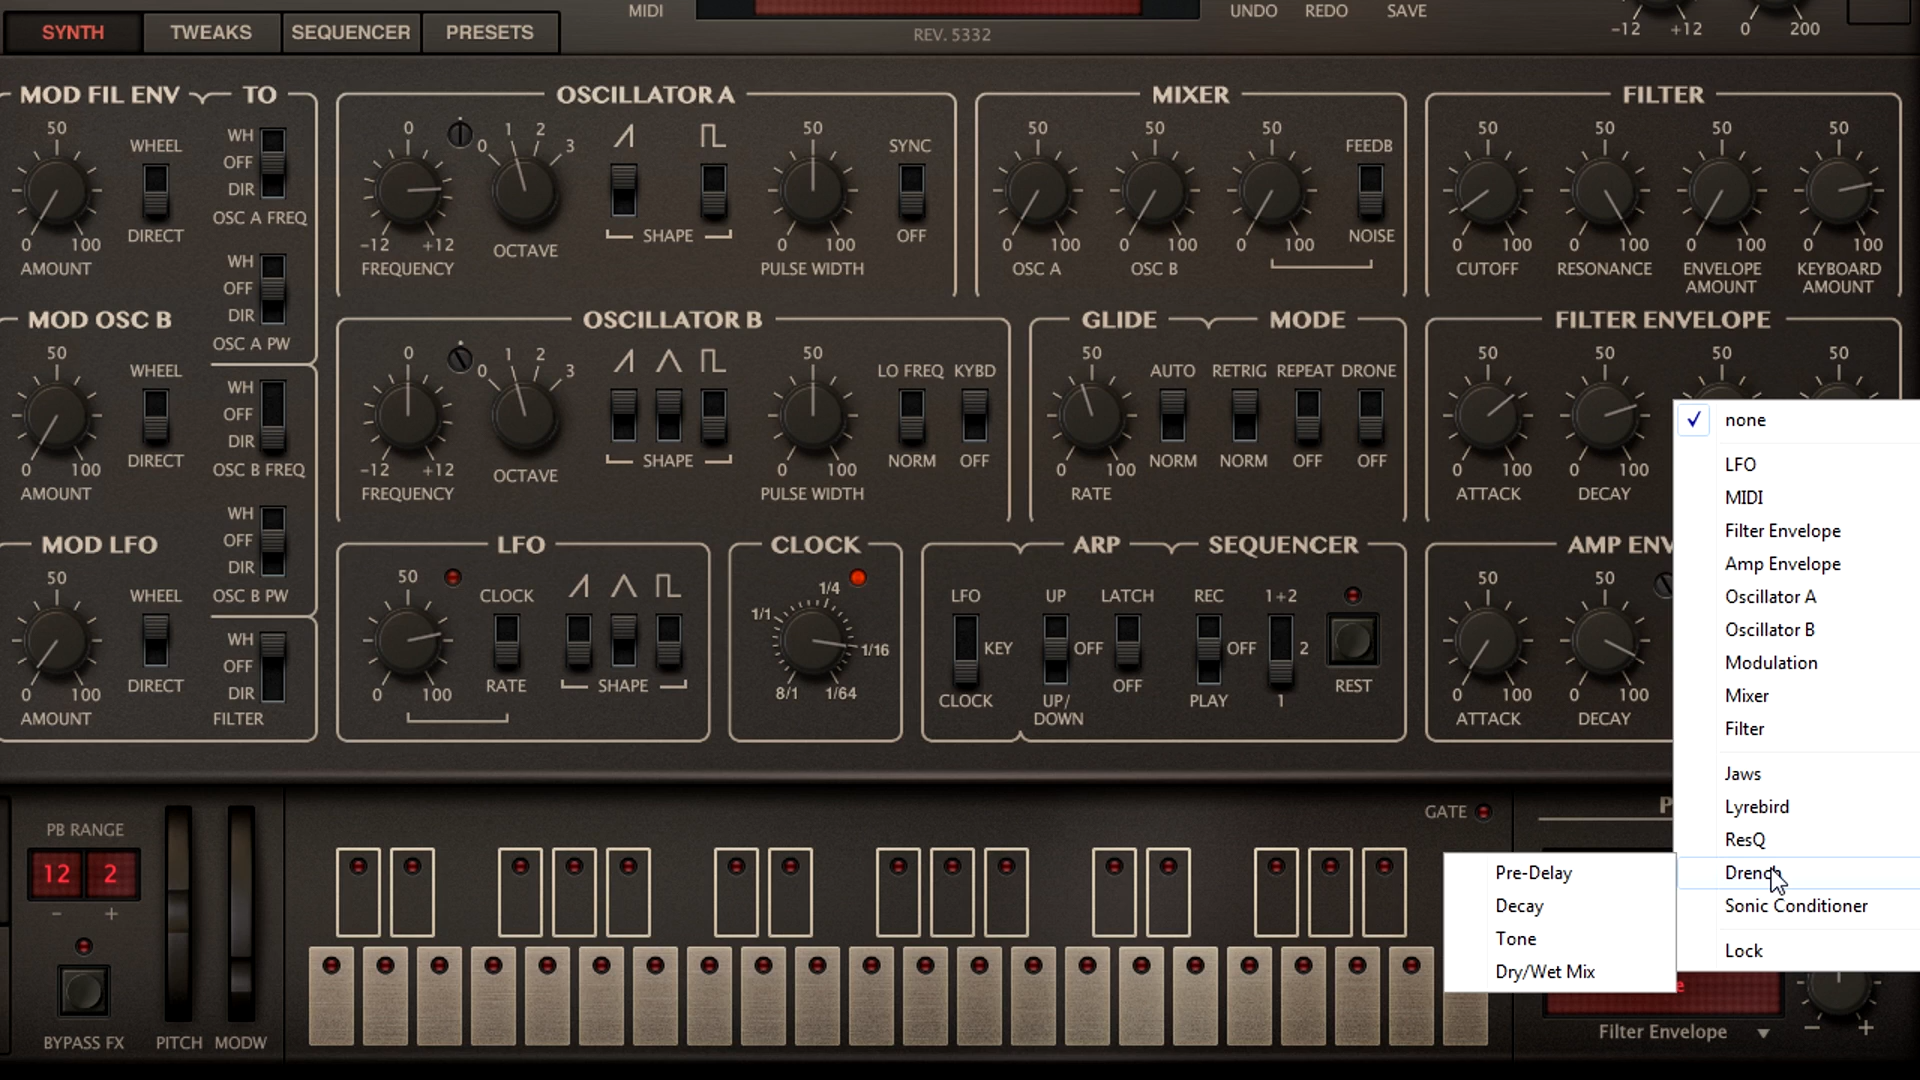 MIDI
UNDO REDO SAVE
SYNTH TWEAKS SEQUENCER PRESETS
REV. 5332
-12 +12 0 200
MOD FIL ENV TO
50
WHEEL
DIRECT
0 100
AMOUNT
WH
OFF
DIR
OSC A FREQ
WH
OFF
DIR
OSC A PW
OSCILLATOR A
0
-12 +12
FREQUENCY
0 1 2 3
OCTAVE
SHAPE
50
0 100
PULSE WIDTH
SYNC
OFF
MIXER
50 50 50
0 100 0 100 0 100
OSC A OSC B
FEEDB
NOISE
FILTER
50 50 50 50
0 100 0 100 0 100 0 100
CUTOFF RESONANCE ENVELOPE AMOUNT KEYBOARD AMOUNT
MOD OSC B
50
WHEEL
DIRECT
0 100
AMOUNT
WH
OFF
DIR
OSC B FREQ
WH
OFF
DIR
OSC B PW
OSCILLATOR B
0
-12 +12
FREQUENCY
0 1 2 3
OCTAVE
SHAPE
50
0 100
PULSE WIDTH
LO FREQ KYBD
NORM OFF
GLIDE MODE
50
0 100
RATE
AUTO RETRIG REPEAT DRONE
NORM NORM OFF OFF
FILTER ENVELOPE
50 50 50 50
0 100 0
ATTACK DECAY
MOD LFO
50
WHEEL
DIRECT
0 100
AMOUNT
WH
OFF
DIR
FILTER
LFO
50
0 100
CLOCK
RATE
SHAPE
CLOCK
1/4
1/1
1/16
8/1 1/64
ARP SEQUENCER
LFO
KEY
CLOCK
UP
OFF
UP/
DOWN
LATCH
OFF
REC
OFF
PLAY
1+2
2
1
REST
AMP ENV
50 50
0 100 0
ATTACK DECAY
none
LFO
MIDI
Filter Envelope
Amp Envelope
Oscillator A
Oscillator B
Modulation
Mixer
Filter
Jaws
Lyrebird
ResQ
Drench
Sonic Conditioner
Lock
Pre-Delay
Decay
Tone
Dry/Wet Mix
PB RANGE
12 2
- +
BYPASS FX PITCH MODW
GATE
P
e
Filter Envelope
- +